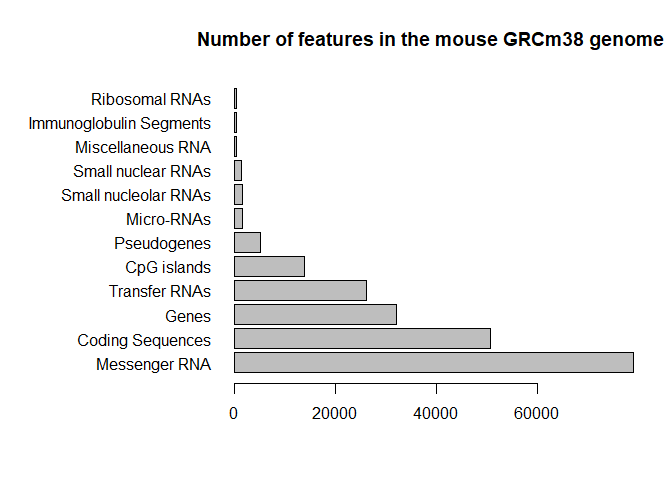 Number of features in the mouse GRCm38 genome
Ribosomal RNAs
Immunoglobulin Segments
Miscellaneous RNA
Small nuclear RNAs
Small nucleolar RNAs
Micro-RNAs
Pseudogenes
CpG islands
Transfer RNAs
Genes
Coding Sequences
Messenger RNA
0 20000 40000 60000